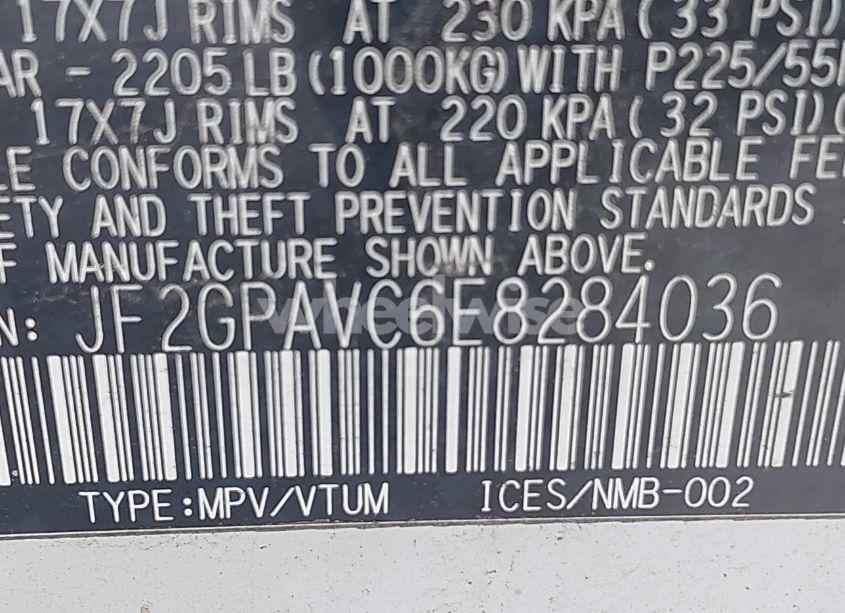 17X7J RIMS AT 230 KPA( 33 PSI)
AR - 2205 LB(1000KG)WITH P225/55
17X7J RIMS AT 220 KPA( 32 PSI)(
LE CONFORMS TO ALL APPLICABLE FE
ETY AND THEFT PREVENTION STANDARDS
F MANUFACTURE SHOWN ABOVE.
N: JF2GPAVC6E8284036
wheelwise
TYPE:MPV/VTUM ICES/NMB-002